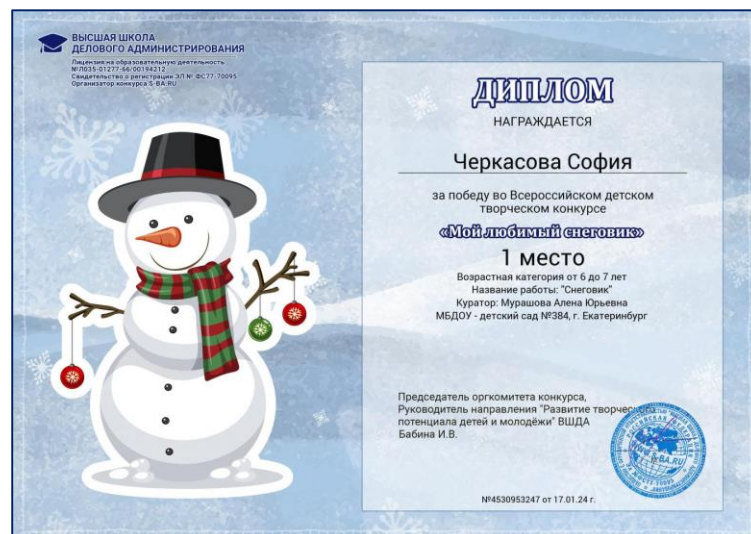 ВЫСШАЯ ШКОЛА
ДЕЛОВОГО АДМИНИСТРИРОВАНИЯ
Лицензия на образовательную деятельность
№Л035-01277-66/00194212
Свидетельство о регистрации ЭЛ № ФС77-70095
Организатор конкурса S-BA.RU
ДИПЛОМ
НАГРАЖДАЕТСЯ
Черкасова София
за победу во Всероссийском детском
творческом конкурсе
«Мой любимый снеговик»
1 место
Возрастная категория от 6 до 7 лет
Название работы: "Снеговик"
Куратор: Мурашова Алена Юрьевна
МБДОУ - детский сад №384, г. Екатеринбург
Председатель оргкомитета конкурса,
Руководитель направления "Развитие творческого
потенциала детей и молодёжи" ВШДА
Бабина И.В.
S-BA.RU
№4530953247 от 17.01.24 г.